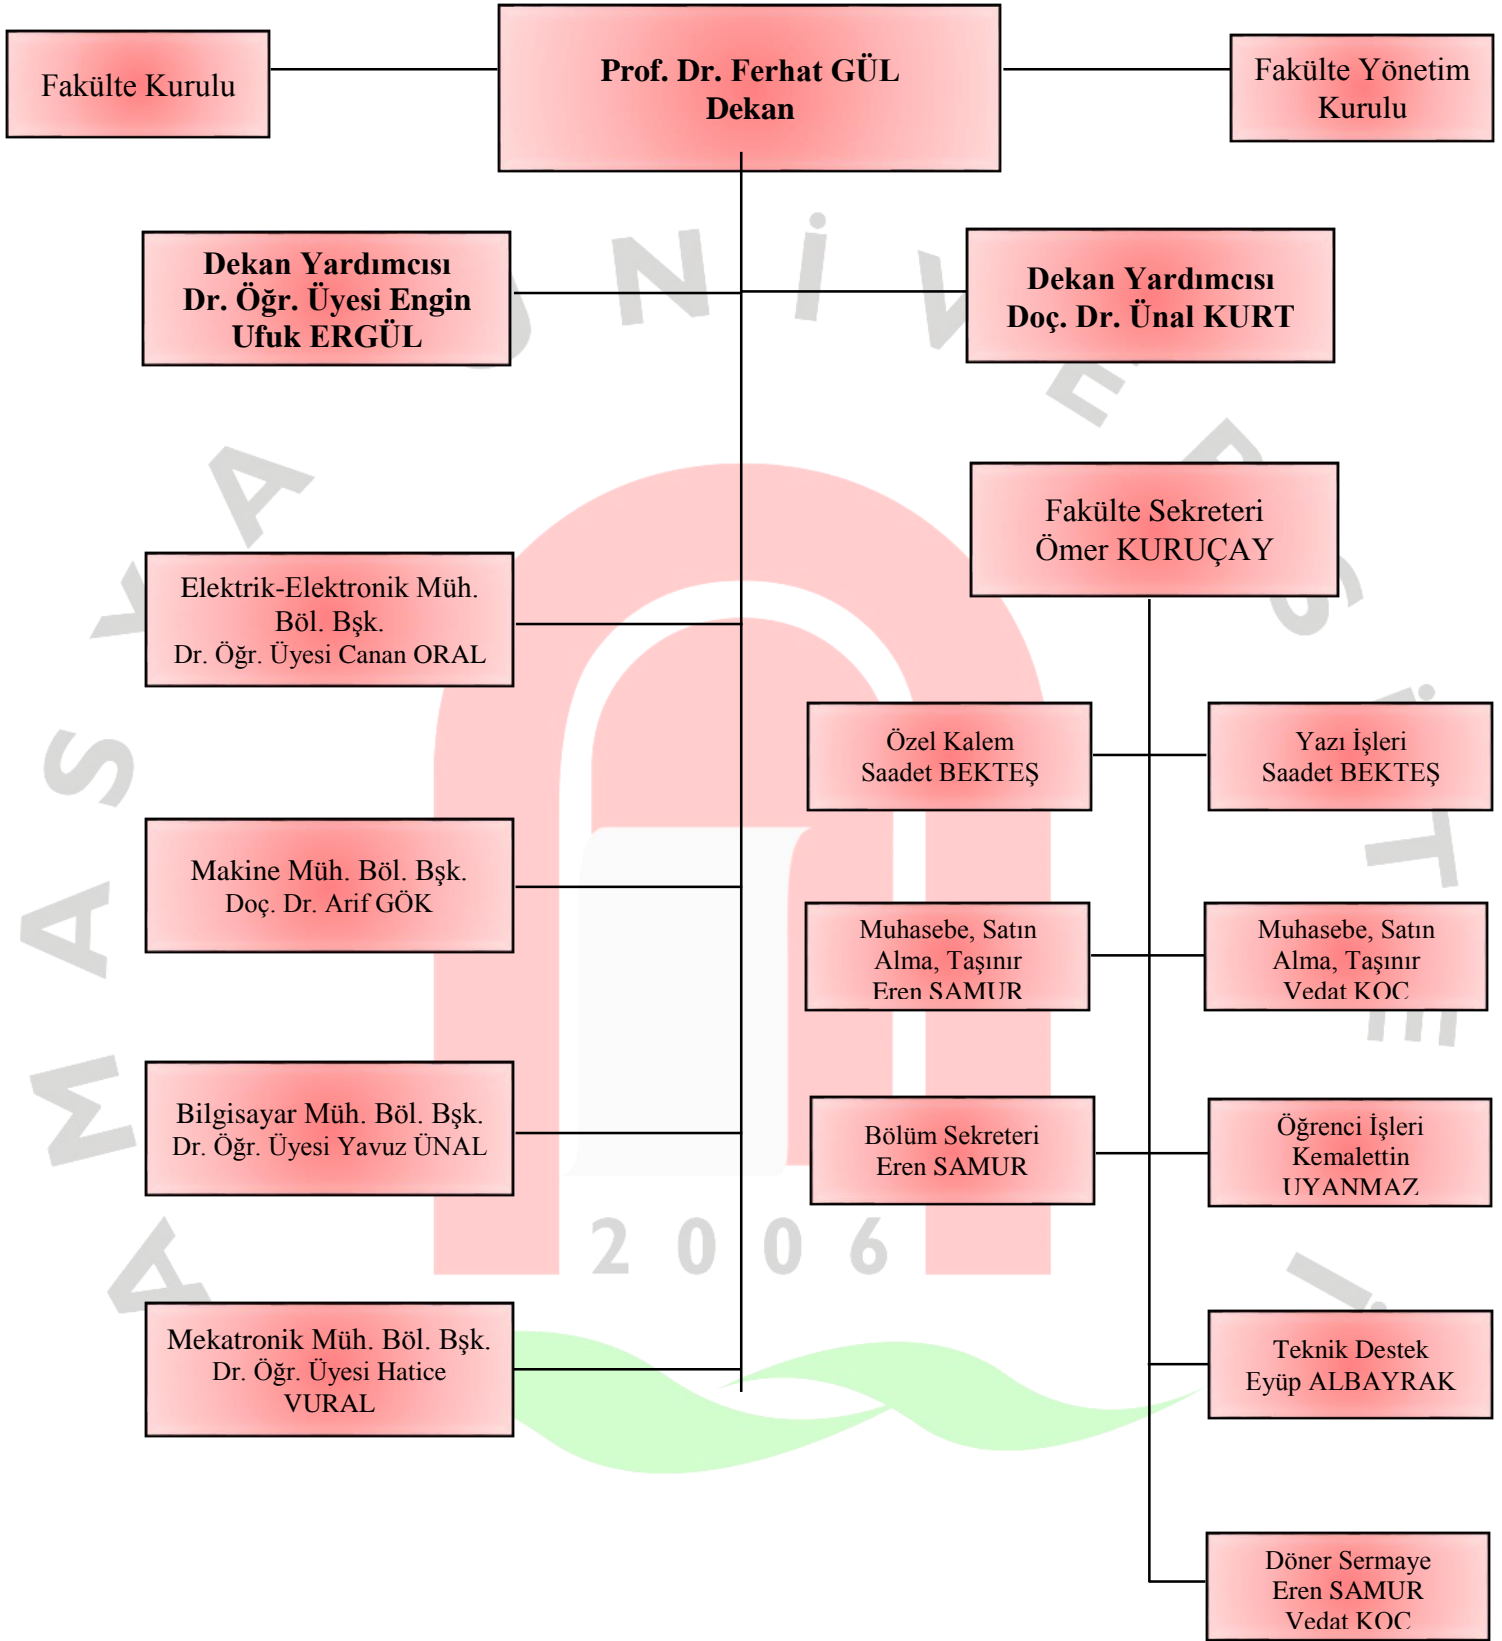 Fakülte Kurulu
Prof. Dr. Ferhat GÜL
Dekan
Fakülte Yönetim
Kurulu
Dekan Yardımcısı
Dr. Öğr. Üyesi Engin
Ufuk ERGÜL
Dekan Yardımcısı
Doç. Dr. Ünal KURT
Fakülte Sekreteri
Ömer KURUÇAY
Elektrik-Elektronik Müh.
Böl. Bşk.
Dr. Öğr. Üyesi Canan ORAL
Özel Kalem
Saadet BEKTEŞ
Yazı İşleri
Saadet BEKTEŞ
Makine Müh. Böl. Bşk.
Doç. Dr. Arif GÖK
Muhasebe, Satın
Alma, Taşınır
Eren SAMUR
Muhasebe, Satın
Alma, Taşınır
Vedat KOÇ
Bilgisayar Müh. Böl. Bşk.
Dr. Öğr. Üyesi Yavuz ÜNAL
Bölüm Sekreteri
Eren SAMUR
Öğrenci İşleri
Kemalettin
UYANMAZ
Mekatronik Müh. Böl. Bşk.
Dr. Öğr. Üyesi Hatice
VURAL
Teknik Destek
Eyüp ALBAYRAK
Döner Sermaye
Eren SAMUR
Vedat KOÇ
AMASYA ÜNİVERSİTESİ
2006